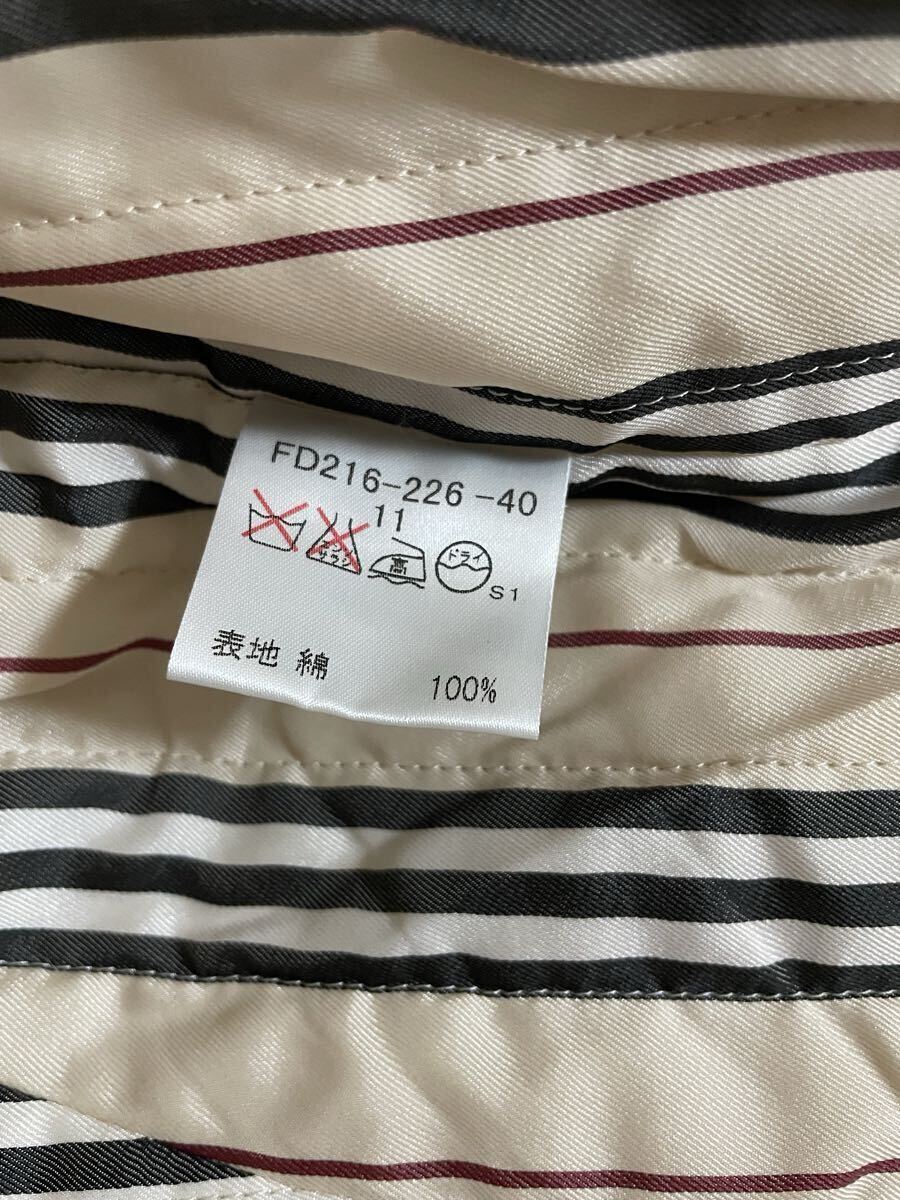 FD216-226-40
11
エンソ
サラシ
高
ドライ
S1
表地 綿 100%